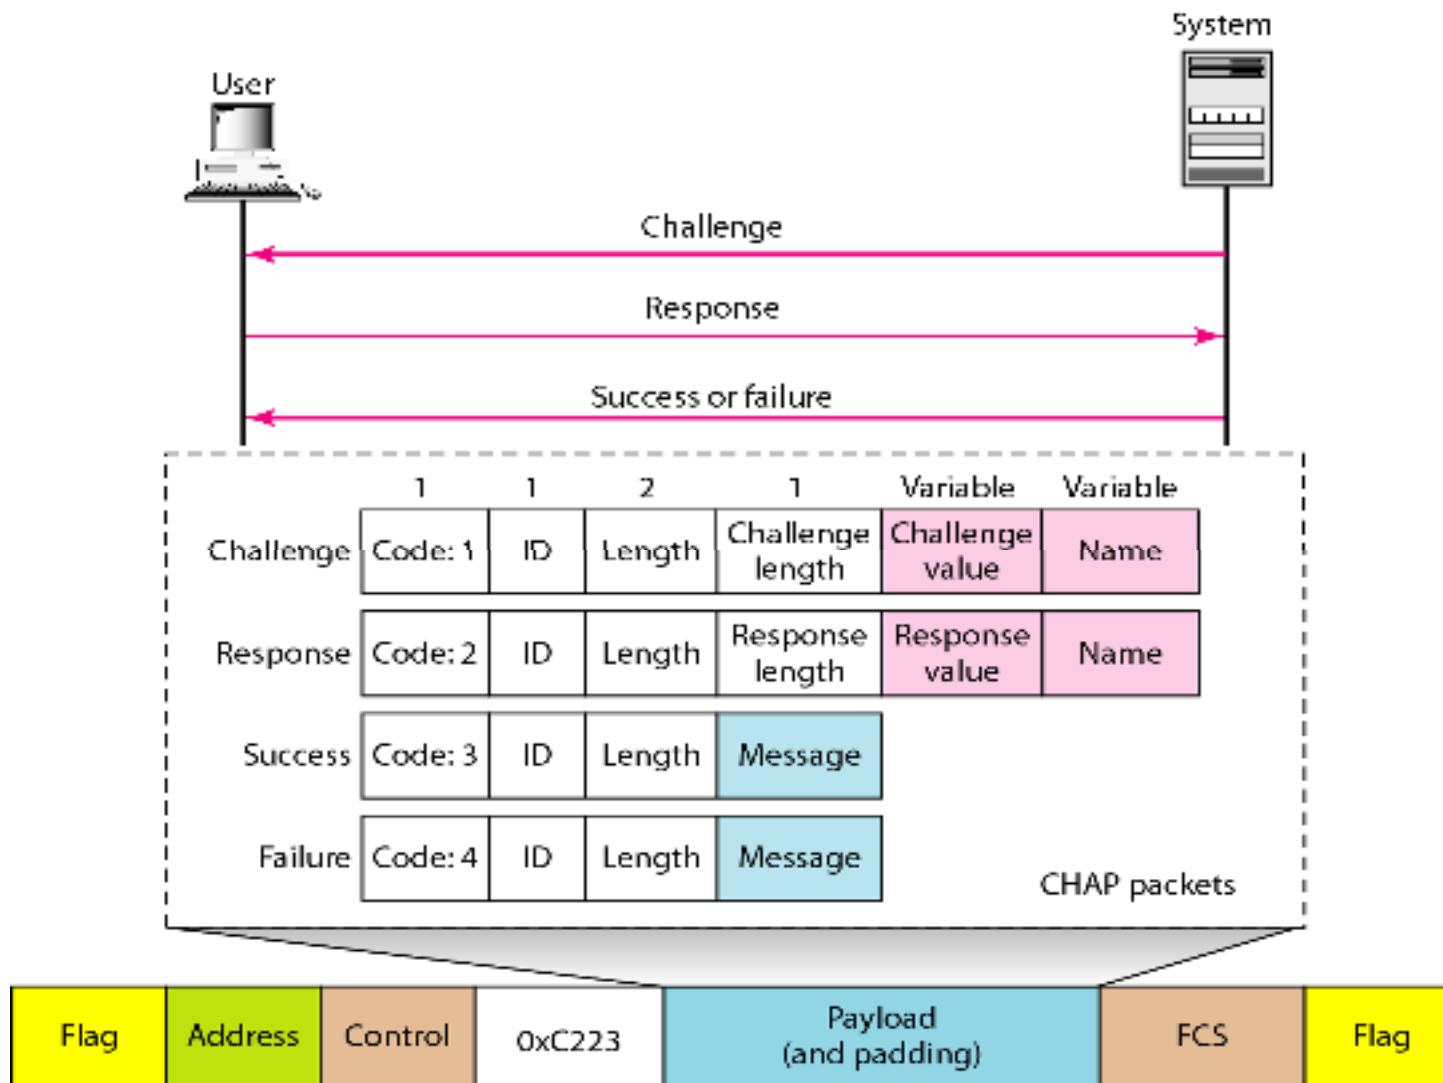 System
User
Challenge
Response
Success or failure
1 1 2 1 Variable Variable
Challenge Code: 1 ID Length Challenge length Challenge value Name
Response Code: 2 ID Length Response length Response value Name
Success Code: 3 ID Length Message
Failure Code: 4 ID Length Message
CHAP packets
Flag Address Control 0xC223 Payload (and padding) FCS Flag